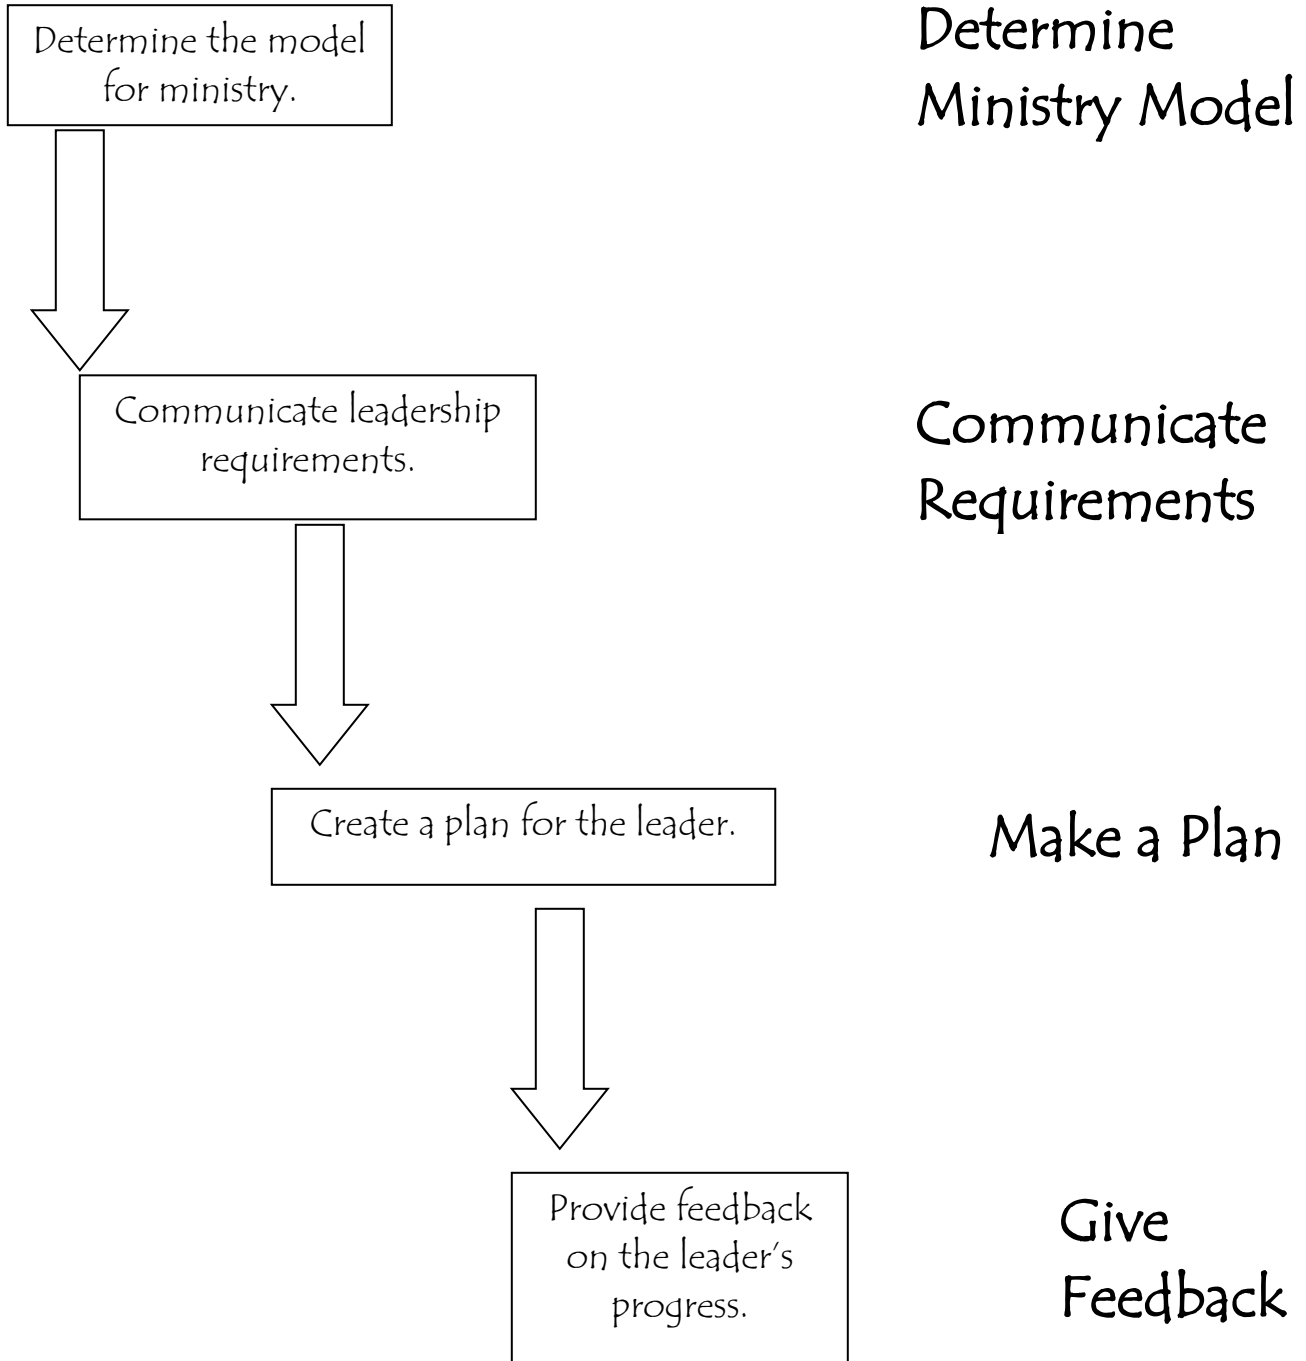 Determine the model
for ministry.
Determine
Ministry Model
Communicate leadership
requirements.
Communicate
Requirements
Create a plan for the leader.
Make a Plan
Provide feedback
on the leader’s
progress.
Give
Feedback